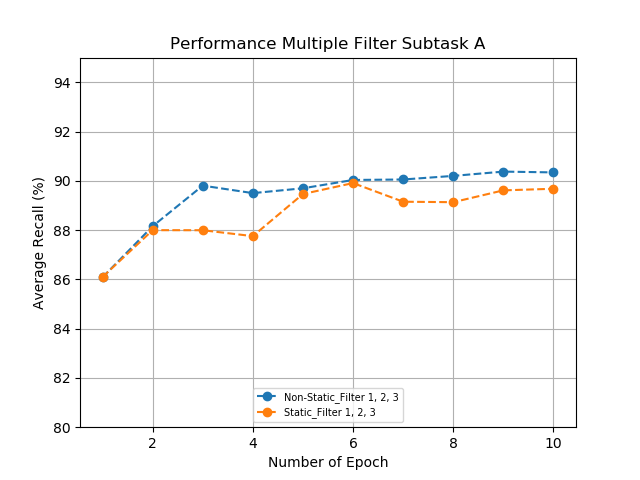 Performance Multiple Filter Subtask A
94
92
90
88
86
84
82
80
Average Recall (%)
Non-Static_Filter 1, 2, 3
Static_Filter 1, 2, 3
2 4 6 8 10
Number of Epoch